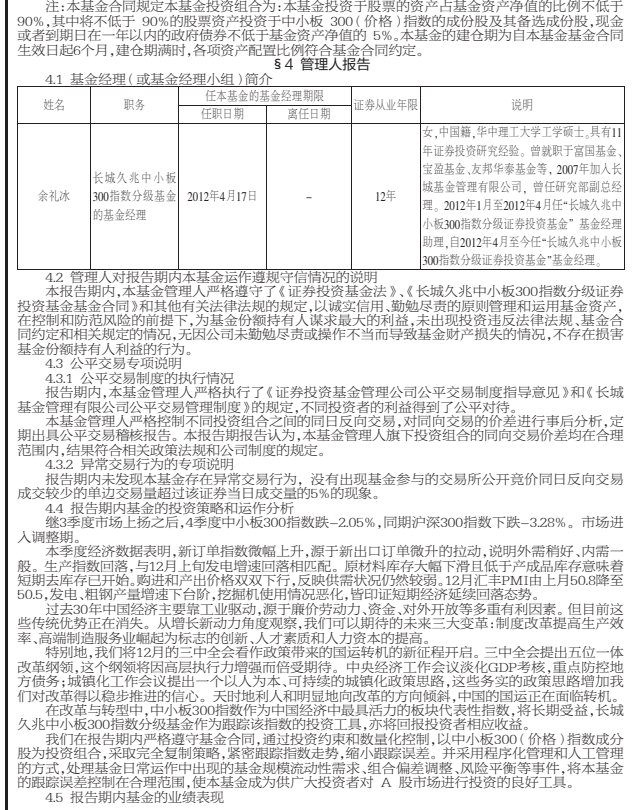 注:本基金合同规定本基金投资组合为:本基金投资于股票的资产占基金资产净值的比例不低于
90%,其中将不低于 90%的股票资产投资于中小板 300(价格)指数的成份股及其备选成份股,现金
或者到期日在一年以内的政府债券不低于基金资产净值的 5%。本基金的建仓期为自本基金基金合同
生效日起6个月,建仓期满时,各项资产配置比例符合基金合同约定。
§4 管理人报告
4.1 基金经理(或基金经理小组)简介
姓名 职务 任本基金的基金经理期限 证券从业年限 说明
任职日期 离任日期
余礼冰 长城久兆中小板300指数分级基金的基金经理 2012年4月17日 – 12年
女,中国籍,华中理工大学工学硕士。具有11
年证券投资研究经验。曾就职于富国基金、
宝盈基金、友邦华泰基金等,2007年加入长
城基金管理有限公司,曾任研究部副总经
理。2012年1月至2012年4月任“长城久兆中
小板300指数分级证券投资基金”基金经理
助理,自2012年4月至今任“长城久兆中小板
300指数分级证券投资基金”基金经理。
4.2 管理人对报告期内本基金运作遵规守信情况的说明
本报告期内,本基金管理人严格遵守了《证券投资基金法》、《长城久兆中小板300指数分级证券
投资基金基金合同》和其他有关法律法规的规定,以诚实信用、勤勉尽责的原则管理和运用基金资产,
在控制和防范风险的前提下,为基金份额持有人谋求最大的利益,未出现投资违反法律法规、基金合
同约定和相关规定的情况,无因公司未勤勉尽责或操作不当而导致基金财产损失的情况,不存在损害
基金份额持有人利益的行为。
4.3 公平交易专项说明
4.3.1 公平交易制度的执行情况
报告期内,本基金管理人严格执行了《证券投资基金管理公司公平交易制度指导意见》和《长城
基金管理有限公司公平交易管理制度》的规定,不同投资者的利益得到了公平对待。
本基金管理人严格控制不同投资组合之间的同日反向交易,对同向交易的价差进行事后分析,定
期出具公平交易稽核报告。本报告期报告认为,本基金管理人旗下投资组合的同向交易价差均在合理
范围内,结果符合相关政策法规和公司制度的规定。
4.3.2 异常交易行为的专项说明
报告期内未发现本基金存在异常交易行为,没有出现基金参与的交易所公开竞价同日反向交易
成交较少的单边交易量超过该证券当日成交量的5%的现象。
4.4 报告期内基金的投资策略和运作分析
继3季度市场上扬之后,4季度中小板300指数跌-2.05%,同期沪深300指数下跌-3.28%。市场进
入调整期。
本季度经济数据表明,新订单指数微幅上升,源于新出口订单微升的拉动,说明外需稍好、内需一
般。生产指数回落,与12月上旬发电增速回落相匹配。原材料库存大幅下滑且低于产成品库存意味着
短期去库存已开始。购进和产出价格双双下行,反映供需状况仍然较弱。12月汇丰PMI由上月50.8降至
50.5,发电、粗钢产量增速下台阶,挖掘机使用情况恶化,皆印证短期经济延续回落态势。
过去30年中国经济主要靠工业驱动,源于廉价劳动力、资金、对外开放等多重有利因素。但目前这
些传统优势正在消失。从增长新动力角度观察,我们可以期待的未来三大变革:制度改革提高生产效
率、高端制造服务业崛起为标志的创新、人才素质和人力资本的提高。
特别地,我们将12月的三中全会看作政策带来的国运转机的新征程开启。三中全会提出五位一体
改革纲领,这个纲领将因高层执行力增强而倍受期待。中央经济工作会议淡化GDP考核,重点防控地
方债务;城镇化工作会议提出一个以人为本、可持续的城镇化政策思路,这些务实的政策思路增加我
们对改革得以稳步推进的信心。天时地利人和明显地向改革的方向倾斜,中国的国运正在面临转机。
在改革与转型中,中小300指数作为中国经济中最具活力的板块代表性指数,将长期受益,长城
久兆中小板300指数分级基金作为跟踪该指数的投资工具,亦将回报投资者相应收益。
我们在报告期内严格遵守基金合同,通过投资约束和数量化控制,以中小板300(价格)指数成分
股为投资组合,采取完全复制策略,紧密跟踪指数走势,缩小跟踪误差。并采用程序化管理和人工管理
的方式,处理基金日常运作中出现的基金规模流动性需求、组合偏差调整、风险平衡等事件,将本基金
的跟踪误差控制在合理范围,使本基金成为供广大投资者对 A 股市场进行投资的良好工具。
4.5 报告期内基金的业绩表现